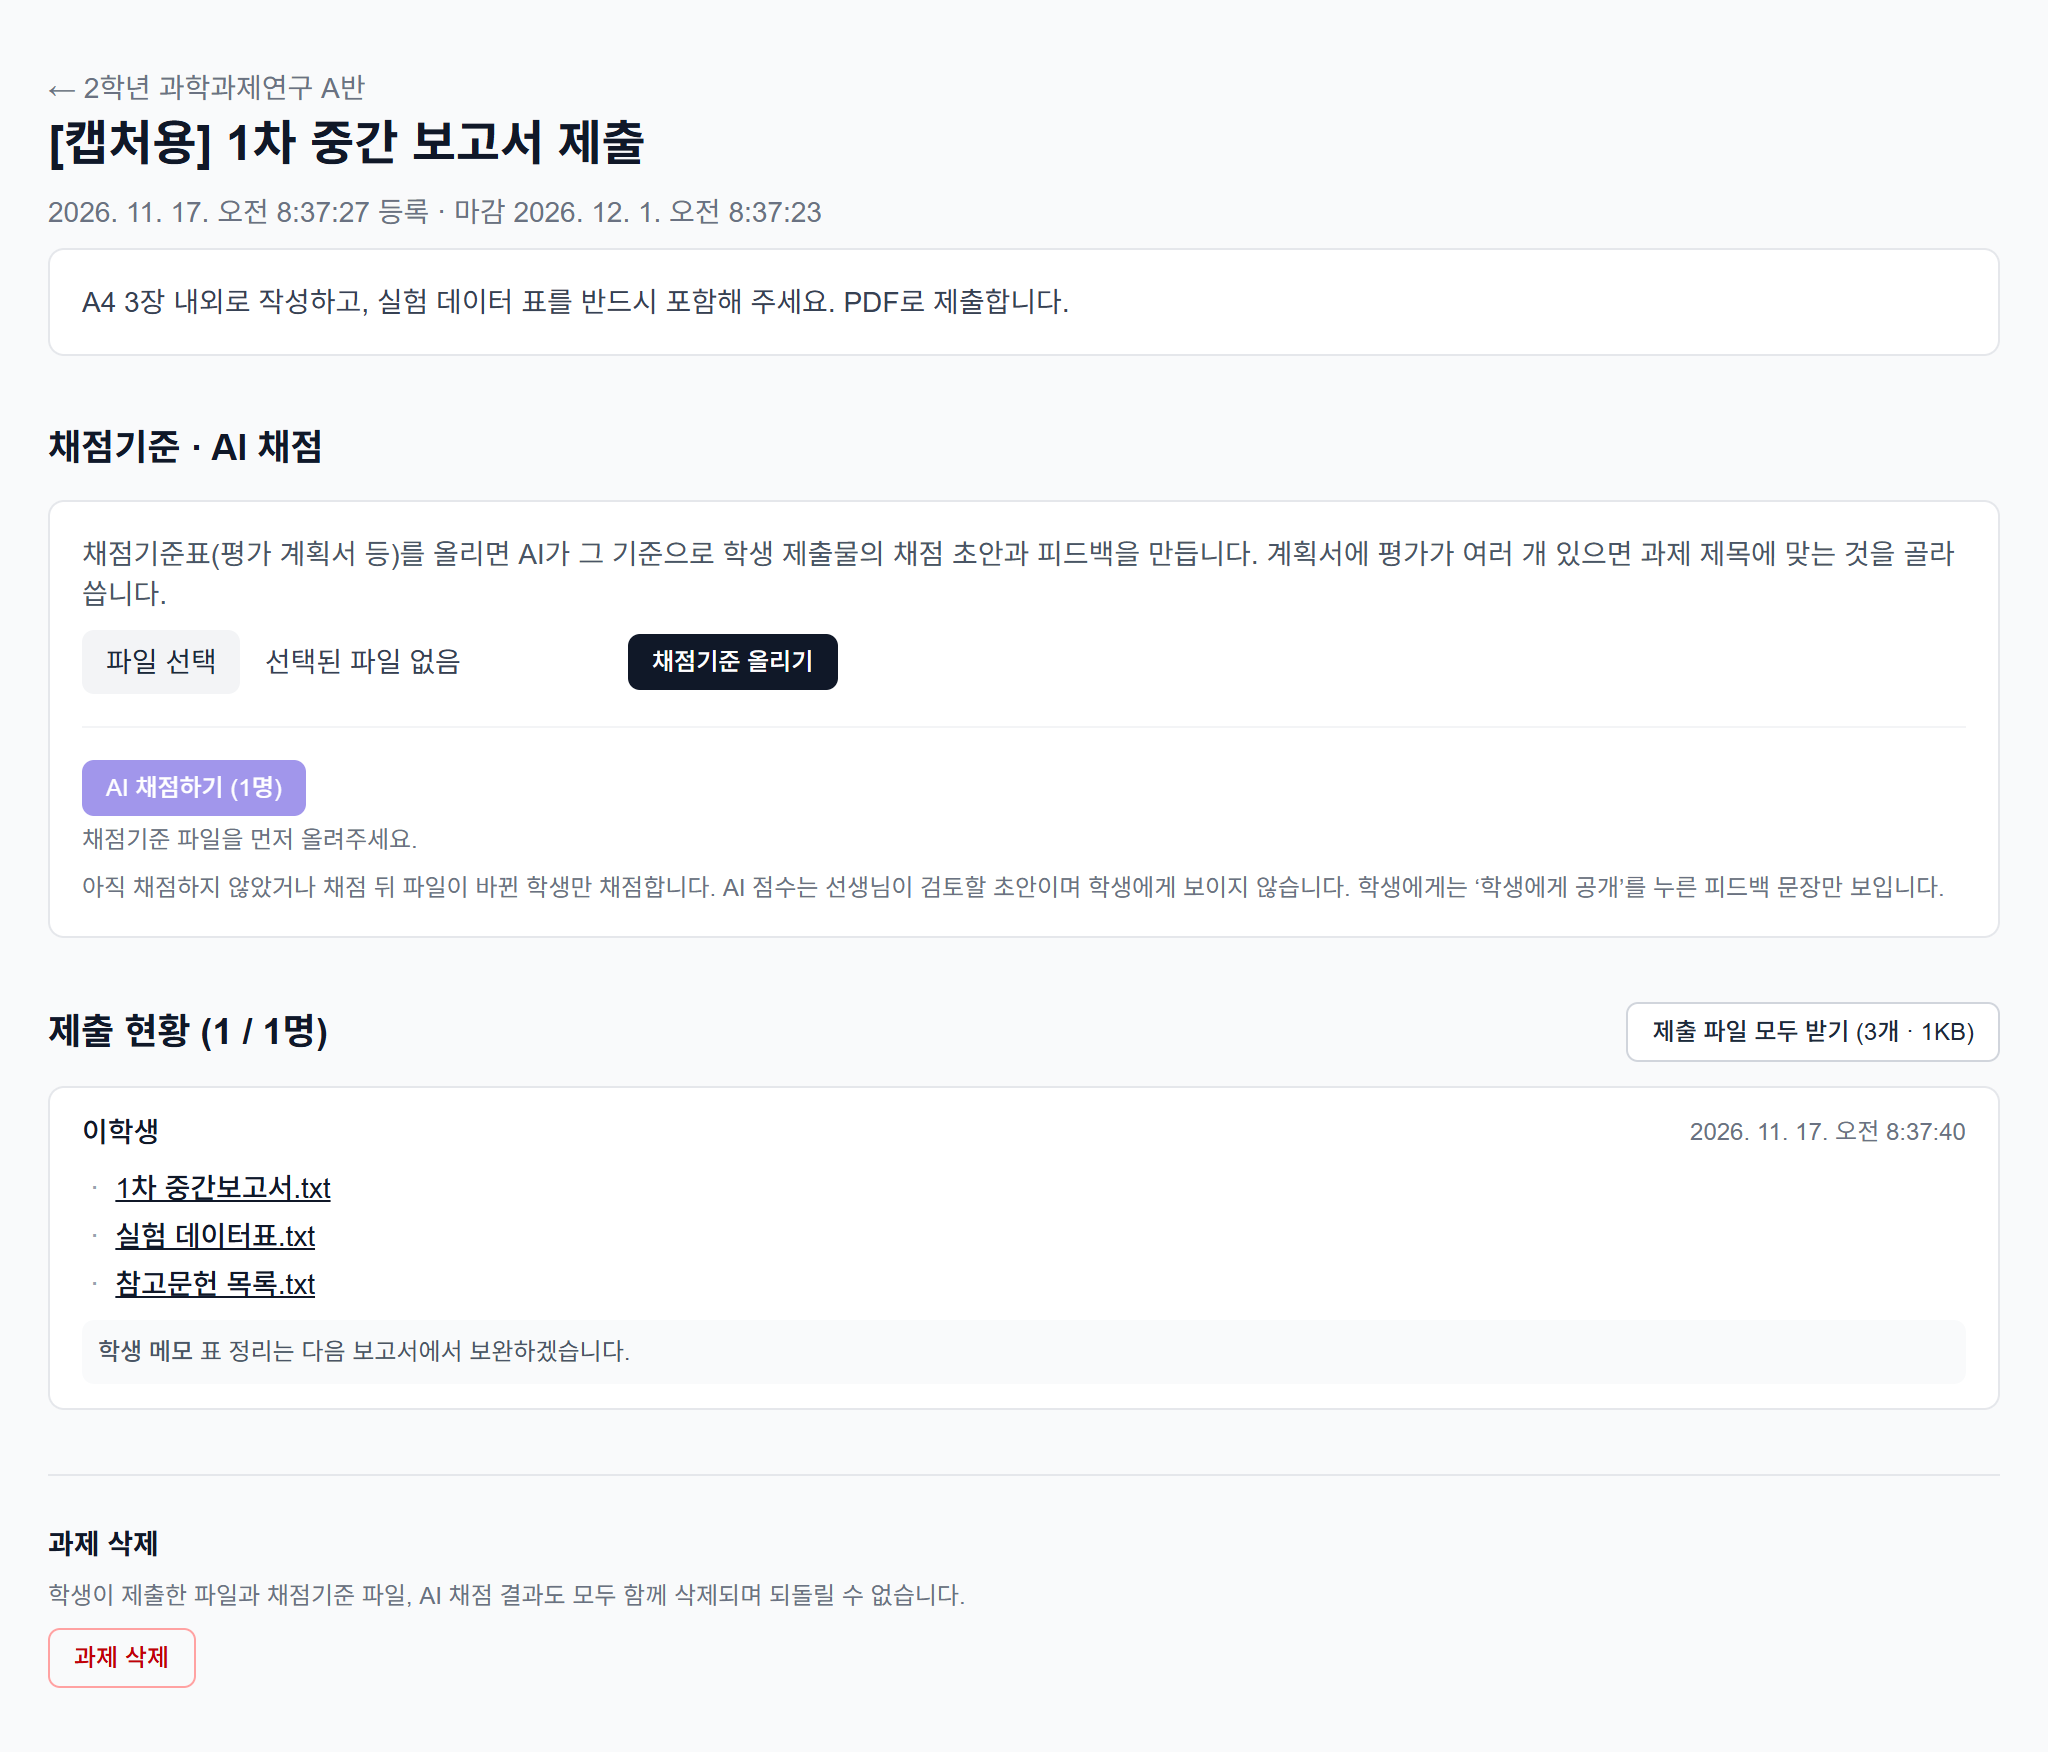 ← 2학년 과학과제연구 A반
[캡처용] 1차 중간 보고서 제출
2026. 11. 17. 오전 8:37:27 등록 · 마감 2026. 12. 1. 오전 8:37:23
A4 3장 내외로 작성하고, 실험 데이터 표를 반드시 포함해 주세요. PDF로 제출합니다.
채점기준 · AI 채점
채점기준표(평가 계획서 등)를 올리면 AI가 그 기준으로 학생 제출물의 채점 초안과 피드백을 만듭니다. 계획서에 평가가 여러 개 있으면 과제 제목에 맞는 것을 골라
씁니다.
파일 선택 선택된 파일 없음 채점기준 올리기
AI 채점하기 (1명)
채점기준 파일을 먼저 올려주세요.
아직 채점하지 않았거나 채점 뒤 파일이 바뀐 학생만 채점합니다. AI 점수는 선생님이 검토할 초안이며 학생에게 보이지 않습니다. 학생에게는 ‘학생에게 공개’를 누른 피드백 문장만 보입니다.
제출 현황 (1 / 1명) 제출 파일 모두 받기 (3개 · 1KB)
이학생 2026. 11. 17. 오전 8:37:40
· 1차 중간보고서.txt
· 실험 데이터표.txt
· 참고문헌 목록.txt
학생 메모 표 정리는 다음 보고서에서 보완하겠습니다.
과제 삭제
학생이 제출한 파일과 채점기준 파일, AI 채점 결과도 모두 함께 삭제되며 되돌릴 수 없습니다.
과제 삭제